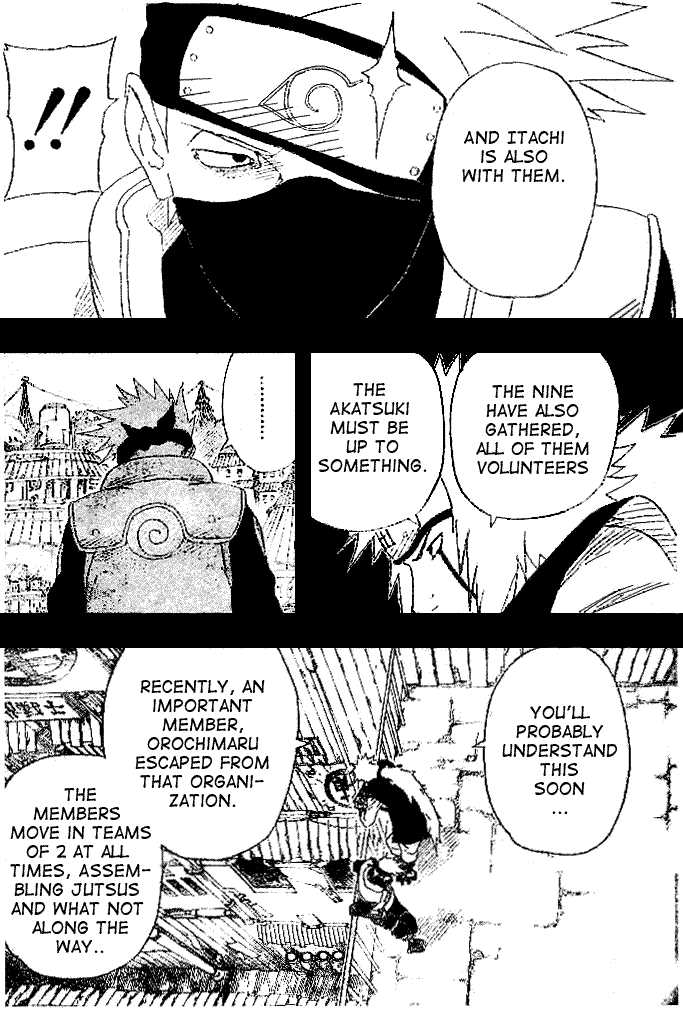 AND ITACHI
IS ALSO
WITH THEM.
!!
THE NINE
HAVE ALSO
GATHERED,
ALL OF THEM
VOLUNTEERS
THE
AKATSUKI
MUST BE
UP TO
SOMETHING.
.........
YOU'LL
PROBABLY
UNDERSTAND
THIS
SOON
...
RECENTLY, AN
IMPORTANT
MEMBER,
OROCHIMARU
ESCAPED FROM
THAT ORGANI-
ZATION.
THE
MEMBERS
MOVE IN TEAMS
OF 2 AT ALL
TIMES, ASSEM-
BLING JUTSUS
AND WHAT NOT
ALONG THE
WAY..